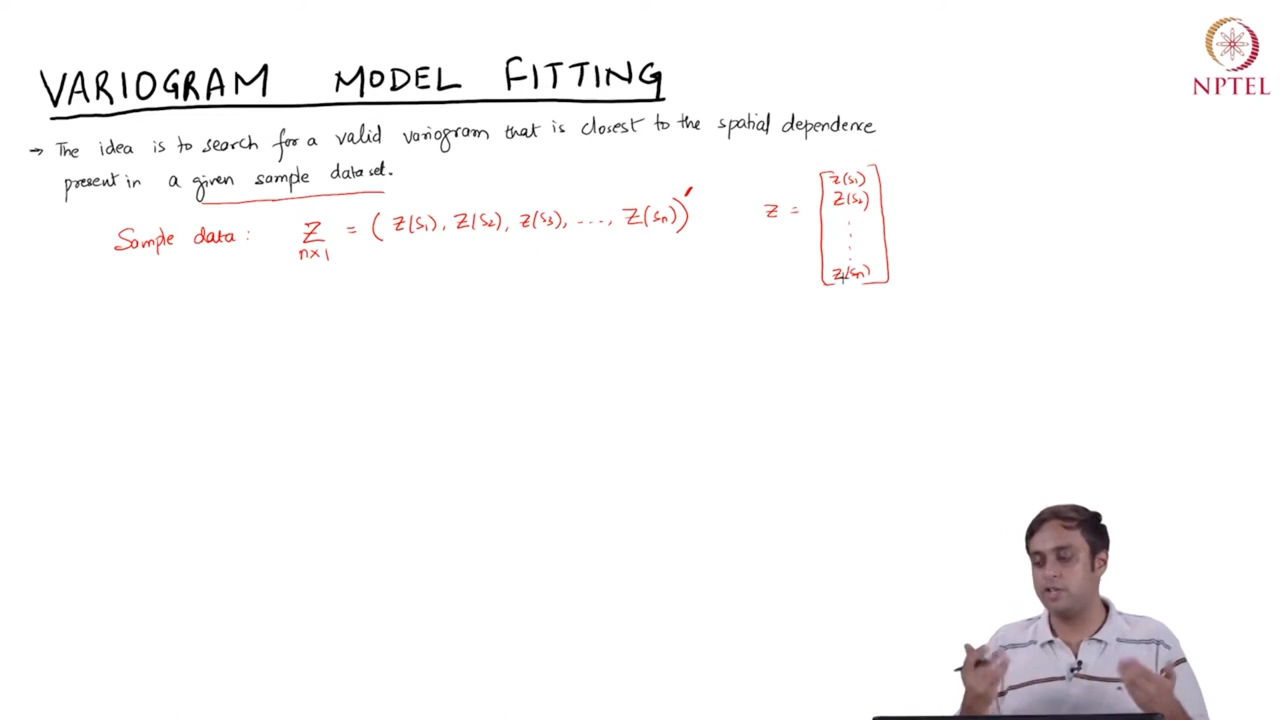 VARIOGRAM MODEL FITTING
NPTEL
→ The idea is to search for a valid variogram that is closest to the spatial dependence
present in a given sample data set.
Sample data: Z = ( Z(s1), Z(s2), Z(s3), ...., Z(sn))′
n×1
Z = [ Z(s1)
Z(s2)
⋮
Z(sn) ]